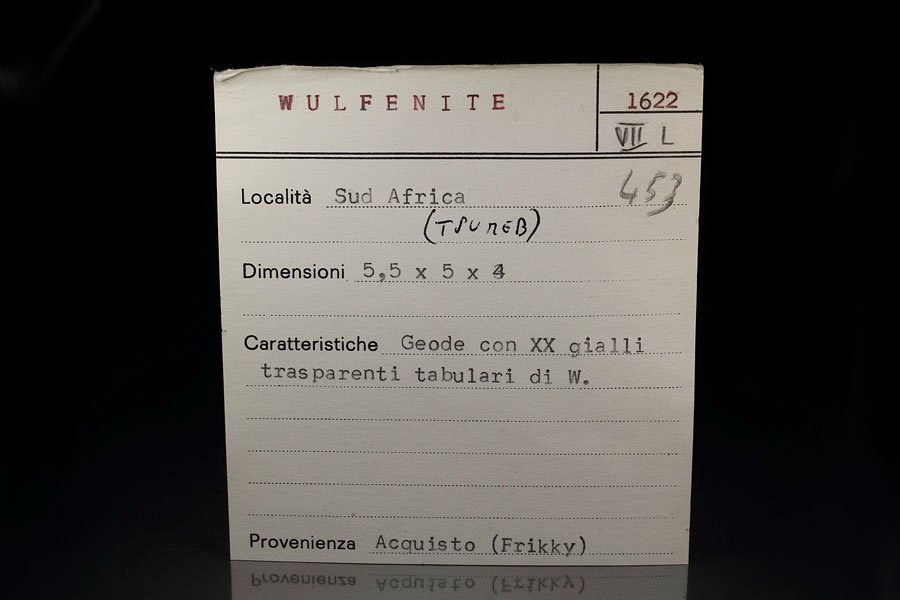 WULFENITE
1622
VII L
453
Località Sud Africa
(TSUMEB)
Dimensioni 5,5 x 5 x 4
Caratteristiche Geode con XX gialli
trasparenti tabulari di W.
Provenienza Acquisto (Frikky)